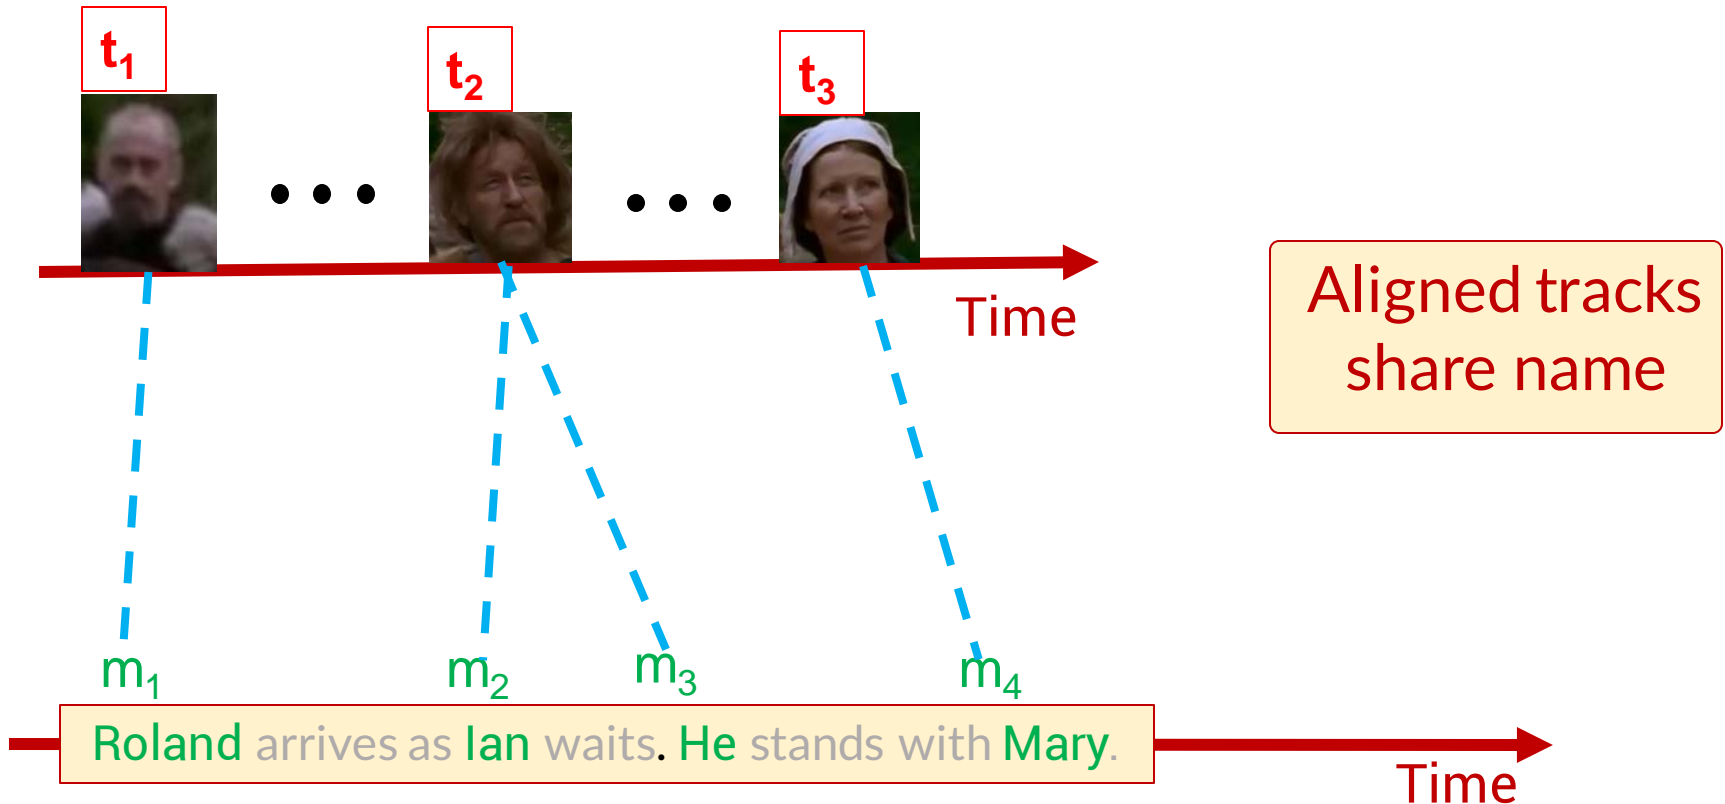 t1
t2
t3
Time
Aligned tracks
share name
m1
m2
m3
m4
Roland arrives as Ian waits. He stands with Mary.
Time